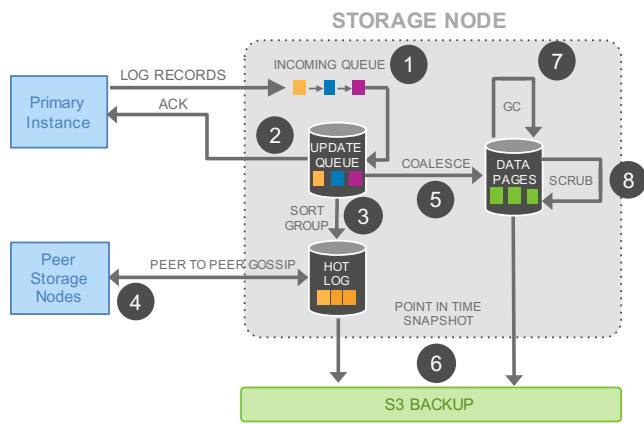 STORAGE NODE
INCOMING QUEUE
1
7
LOG RECORDS
Primary
Instance
ACK
GC
2
UPDATE
QUEUE
COALESCE
DATA
PAGES
SCRUB
8
5
SORT
GROUP
3
Peer
Storage
Nodes
PEER TO PEER GOSSIP
4
HOT
LOG
POINT IN TIME
SNAPSHOT
6
S3 BACKUP